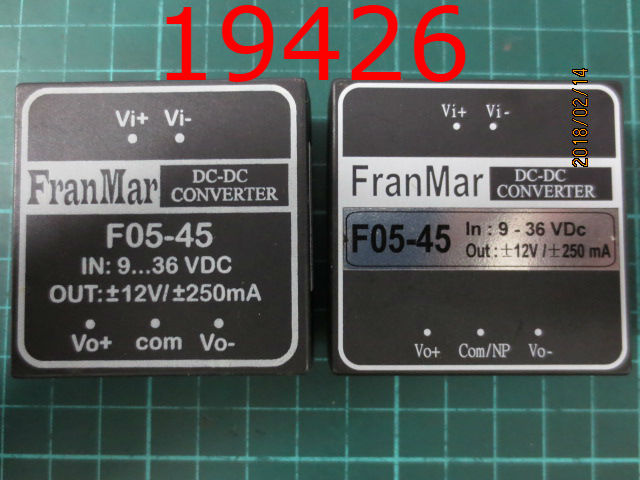 19426
2018/02/14
Vi+ Vi-
FranMar
DC-DC
CONVERTER
F05-45
IN: 9...36 VDC
OUT:±12V/±250mA
Vo+ com Vo-
Vi+ Vi-
FranMar
DC-DC
CONVERTER
F05-45
In : 9 - 36 VDc
Out :±12V/±250 mA
Vo+ Com/NP Vo-